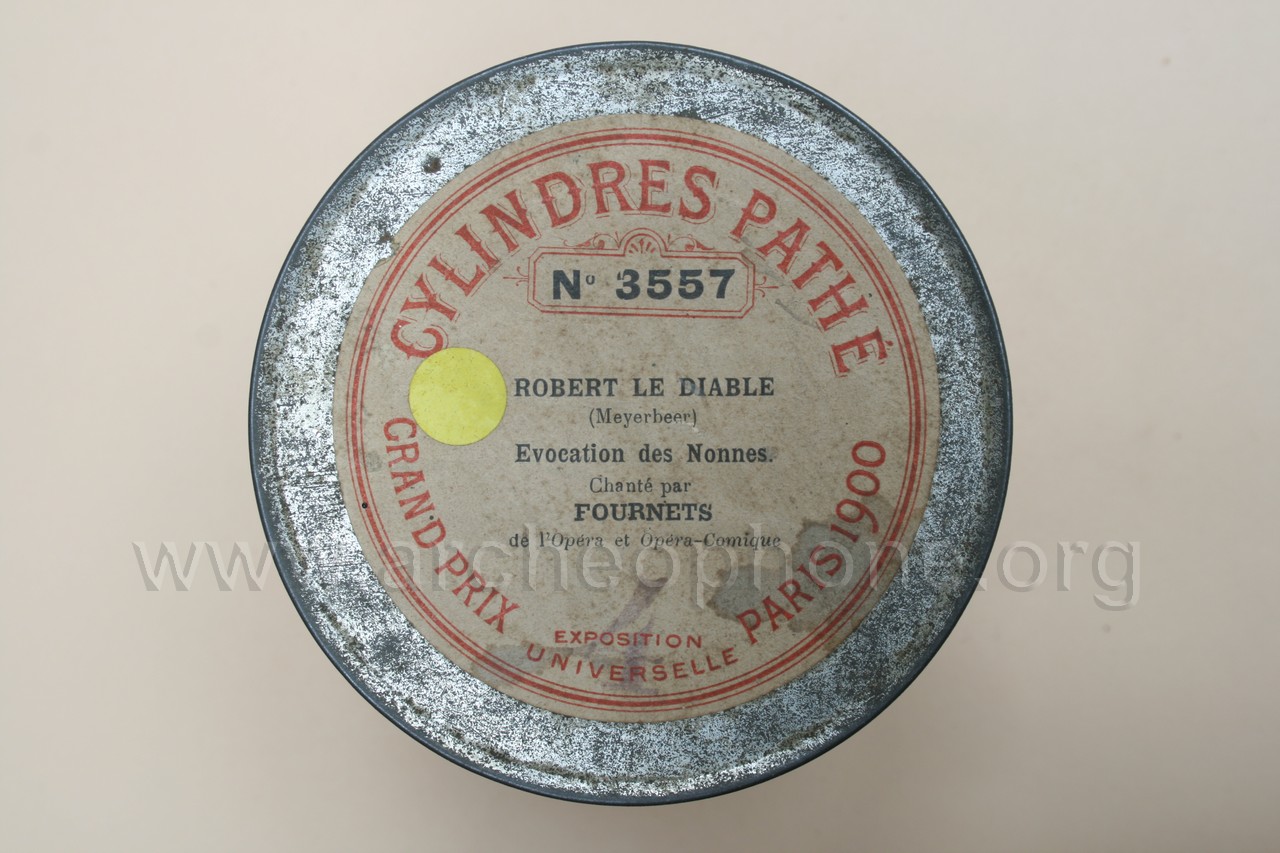 CYLINDRES PATHÉ
Nº 3557
ROBERT LE DIABLE
(Meyerbeer)
Evocation des Nonnes.
Chanté par
FOURNETS
de l'Opéra et Opéra-Comique
GRAND PRIX
EXPOSITION
UNIVERSELLE
PARIS 1900
4
www.archeophone.org